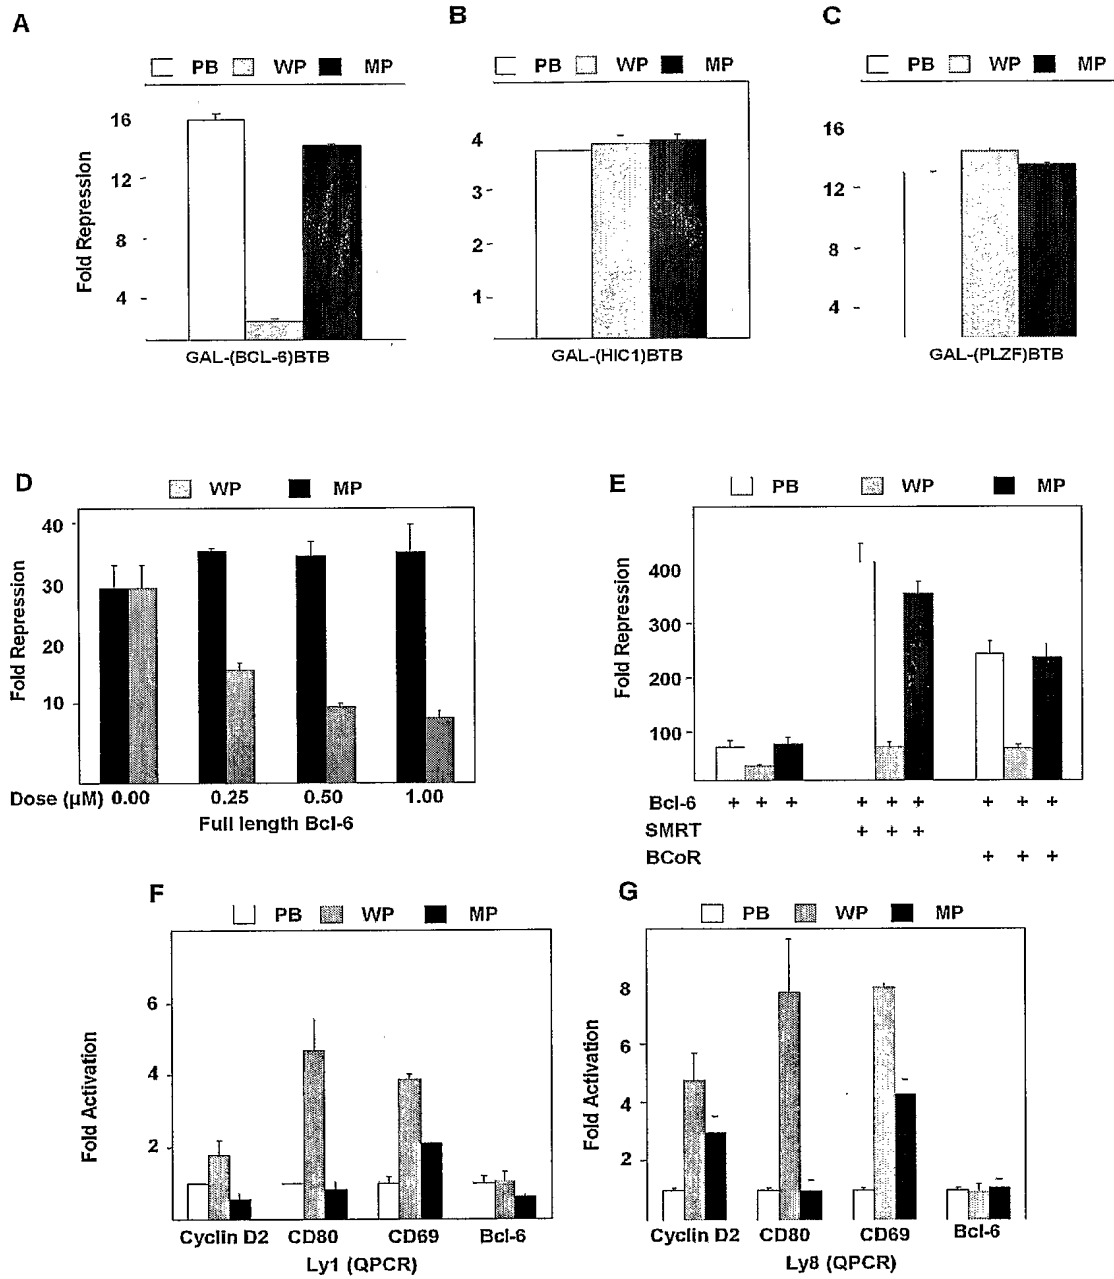 A
PB WP MP
16
12
8
4
Fold Repression
GAL-(BCL-6)BTB
B
PB WP MP
4
3
2
1
GAL-(HIC1)BTB
C
PB WP MP
16
12
8
4
GAL-(PLZF)BTB
D
WP MP
40
30
20
10
Fold Repression
Dose (μM) 0.00 0.25 0.50 1.00
Full length Bcl-6
E
PB WP MP
400
300
200
100
Fold Repression
Bcl-6 + + + + + + + + +
SMRT + + +
BCoR + + +
F
PB WP MP
6
4
2
Fold Activation
Cyclin D2 CD80 CD69 Bcl-6
Ly1 (QPCR)
G
PB WP MP
8
6
4
2
Fold Activation
Cyclin D2 CD80 CD69 Bcl-6
Ly8 (QPCR)